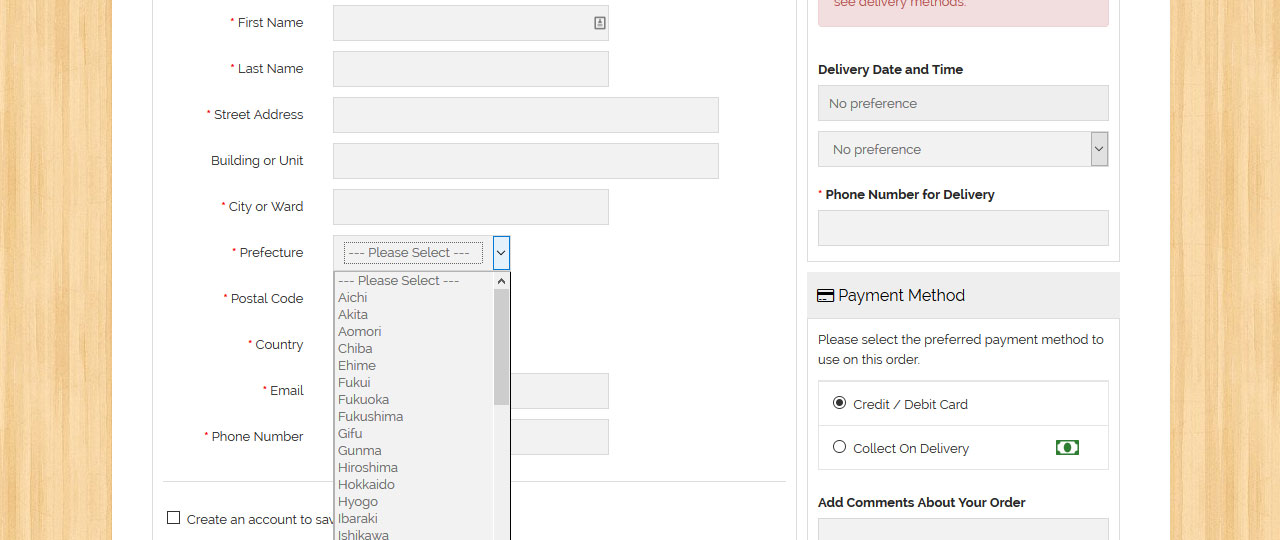 * First Name
* Last Name
* Street Address
Building or Unit
* City or Ward
* Prefecture
--- Please Select ---
--- Please Select ---
Aichi
Akita
Aomori
Chiba
Ehime
Fukui
Fukuoka
Fukushima
Gifu
Gunma
Hiroshima
Hokkaido
Hyogo
Ibaraki
Ishikawa
* Postal Code
* Country
* Email
* Phone Number
Create an account to sav
see delivery methods.
Delivery Date and Time
No preference
No preference
* Phone Number for Delivery
Payment Method
Please select the preferred payment method to
use on this order.
Credit / Debit Card
Collect On Delivery
Add Comments About Your Order